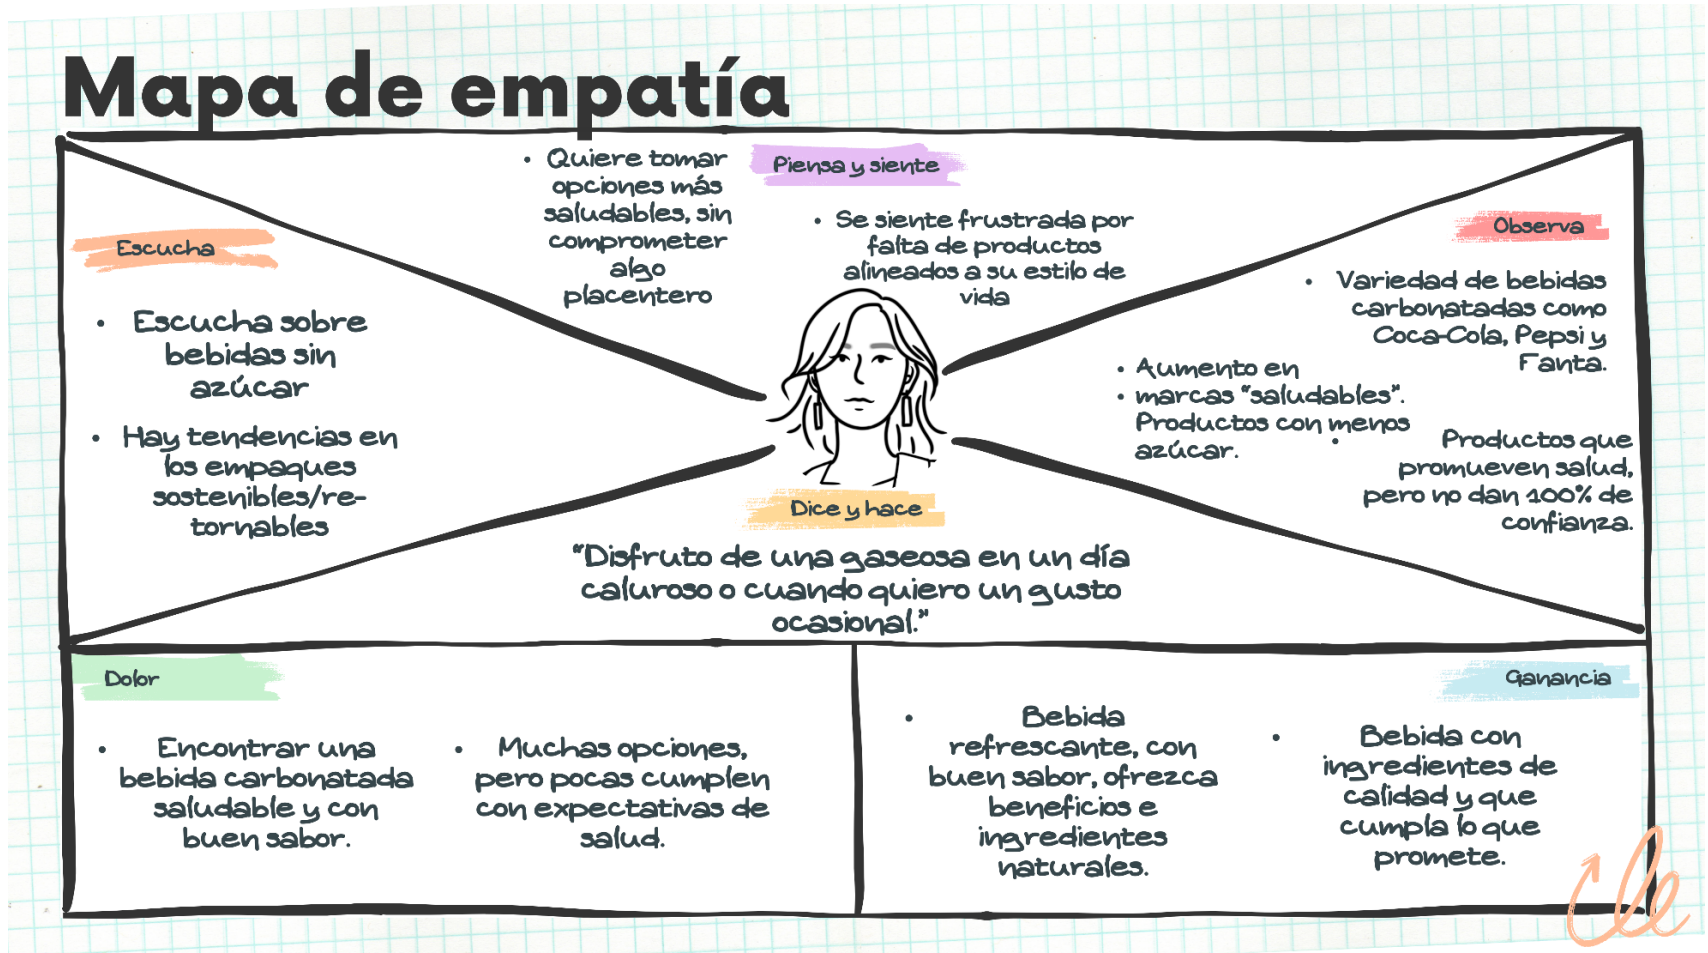 Mapa de empatía
Piensa y siente
• Quiere tomar
opciones más
saludables, sin
comprometer
algo
placentero
• Se siente frustrada por
falta de productos
alineados a su estilo de
vida
Escucha
• Escucha sobre
bebidas sin
azúcar
• Hay tendencias en
los empaques
sostenibles/re-
tornables
Observa
• Variedad de bebidas
carbonatadas como
Coca-Cola, Pepsi y
Fanta.
• Aumento en
• marcas “saludables”.
Productos con menos
azúcar.
• Productos que
promueven salud,
pero no dan 100% de
confianza.
Dice y hace
“Disfruto de una gaseosa en un día
caluroso o cuando quiero un gusto
ocasional.”
Dolor
• Encontrar una
bebida carbonatada
saludable y con
buen sabor.
• Muchas opciones,
pero pocas cumplen
con expectativas de
salud.
Ganancia
• Bebida
refrescante, con
buen sabor, ofrezca
beneficios e
ingredientes
naturales.
• Bebida con
ingredientes de
calidad y que
cumpla lo que
promete.